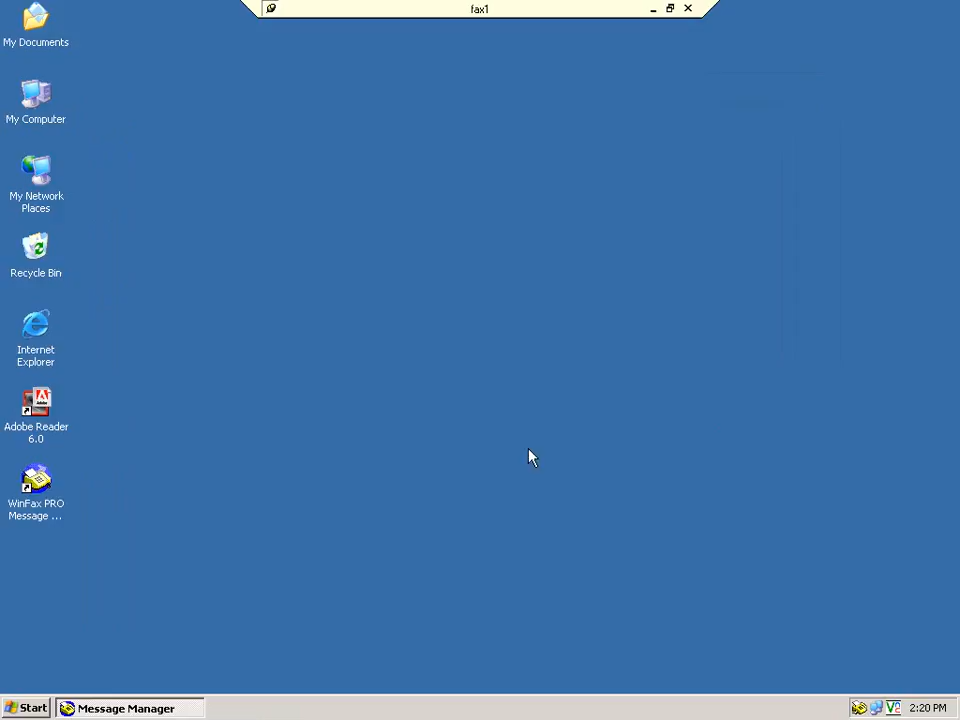 fax1
My Documents
My Computer
My Network
Places
Recycle Bin
Internet
Explorer
Adobe Reader
6.0
WinFax PRO
Message ...
Start
Message Manager
2:20 PM